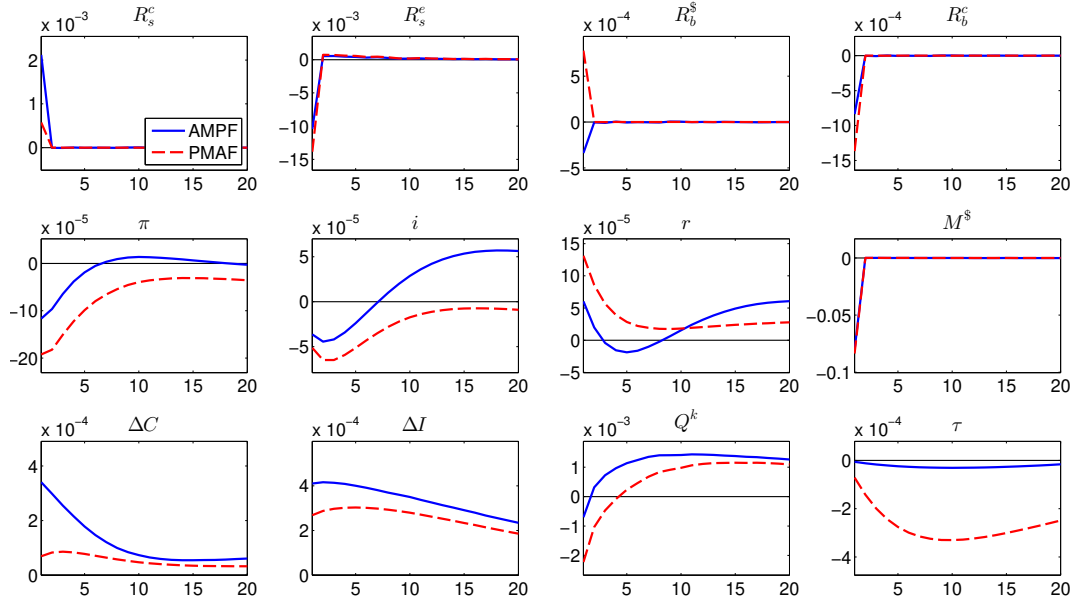 R_s^c R_s^e R_b^$ R_b^c
x 10^−3 x 10^−3 x 10^−4 x 10^−4
2 0 5 0
1 −5 0 −5
0 −10 −5 −10
−15 −15
AMPF
PMAF
5 10 15 20 5 10 15 20 5 10 15 20 5 10 15 20
π i r M^$
x 10^−5 x 10^−5 x 10^−5
0 5 15 0
−10 0 10 −0.05
−20 −5 5 −0.1
0
−5
5 10 15 20 5 10 15 20 5 10 15 20 5 10 15 20
ΔC ΔI Q^k τ
x 10^−4 x 10^−4 x 10^−3 x 10^−4
4 4 1 0
2 2 0 −2
0 0 −1 −4
−2
5 10 15 20 5 10 15 20 5 10 15 20 5 10 15 20